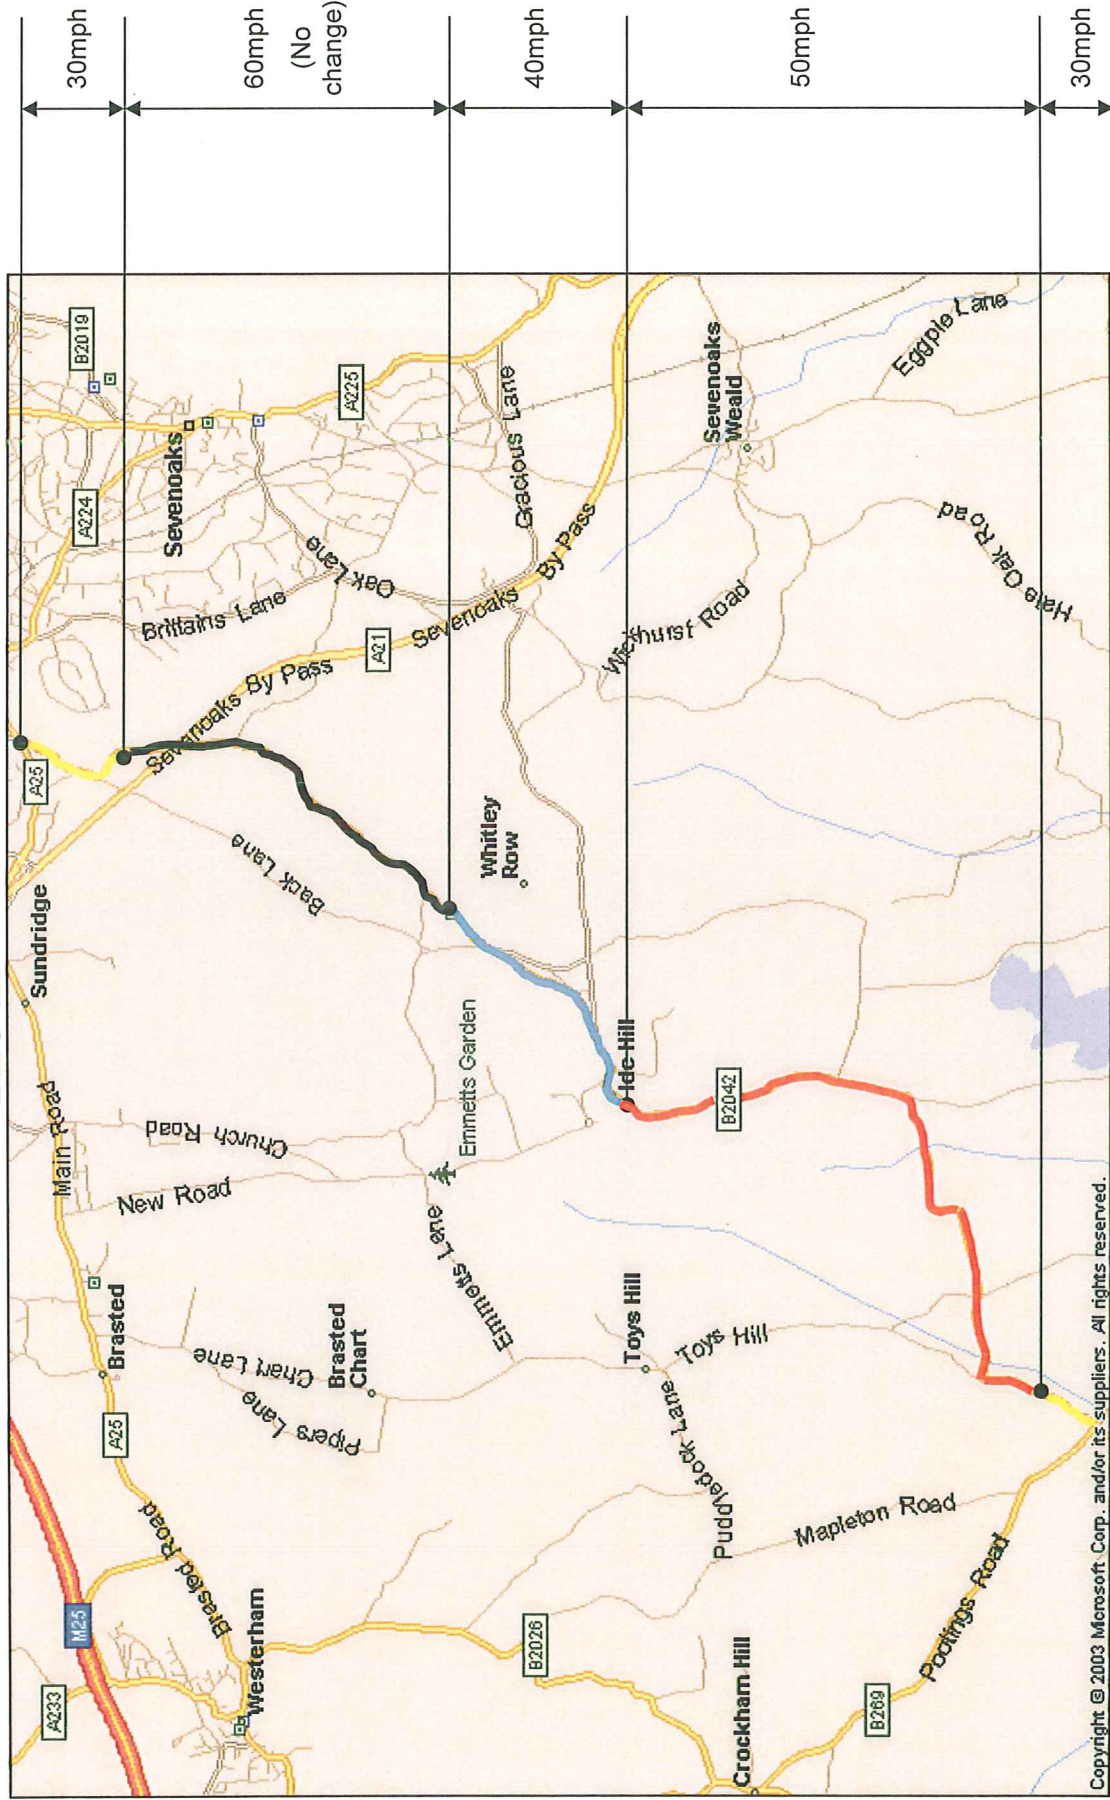 30mph
60mph
(No
change)
40mph
50mph
30mph
B2019
A224
Sevenoaks
A225
Brittains Lane
Oak Lane
Gracious Lane
A21
Sevenoaks By Pass
Sevenoaks By Pass
A25
Sevenoaks
Weald
Eggpie Lane
Wickhurst Road
Hale Oak Road
Sundridge
Back Lane
Whitley
Row
Main Road
Church Road
New Road
Emmetts Garden
Emmetts Lane
Ide Hill
B2042
Brasted
A25
Chart Lane
Pipers Lane
Brasted
Chart
Toys Hill
Toys Hill
Puddledock Lane
Mapleton Road
M25
A233
Brasted Road
Westerham
B2026
Crockham Hill
B269
Pootings Road
Copyright © 2003 Microsoft Corp. and/or its suppliers. All rights reserved.